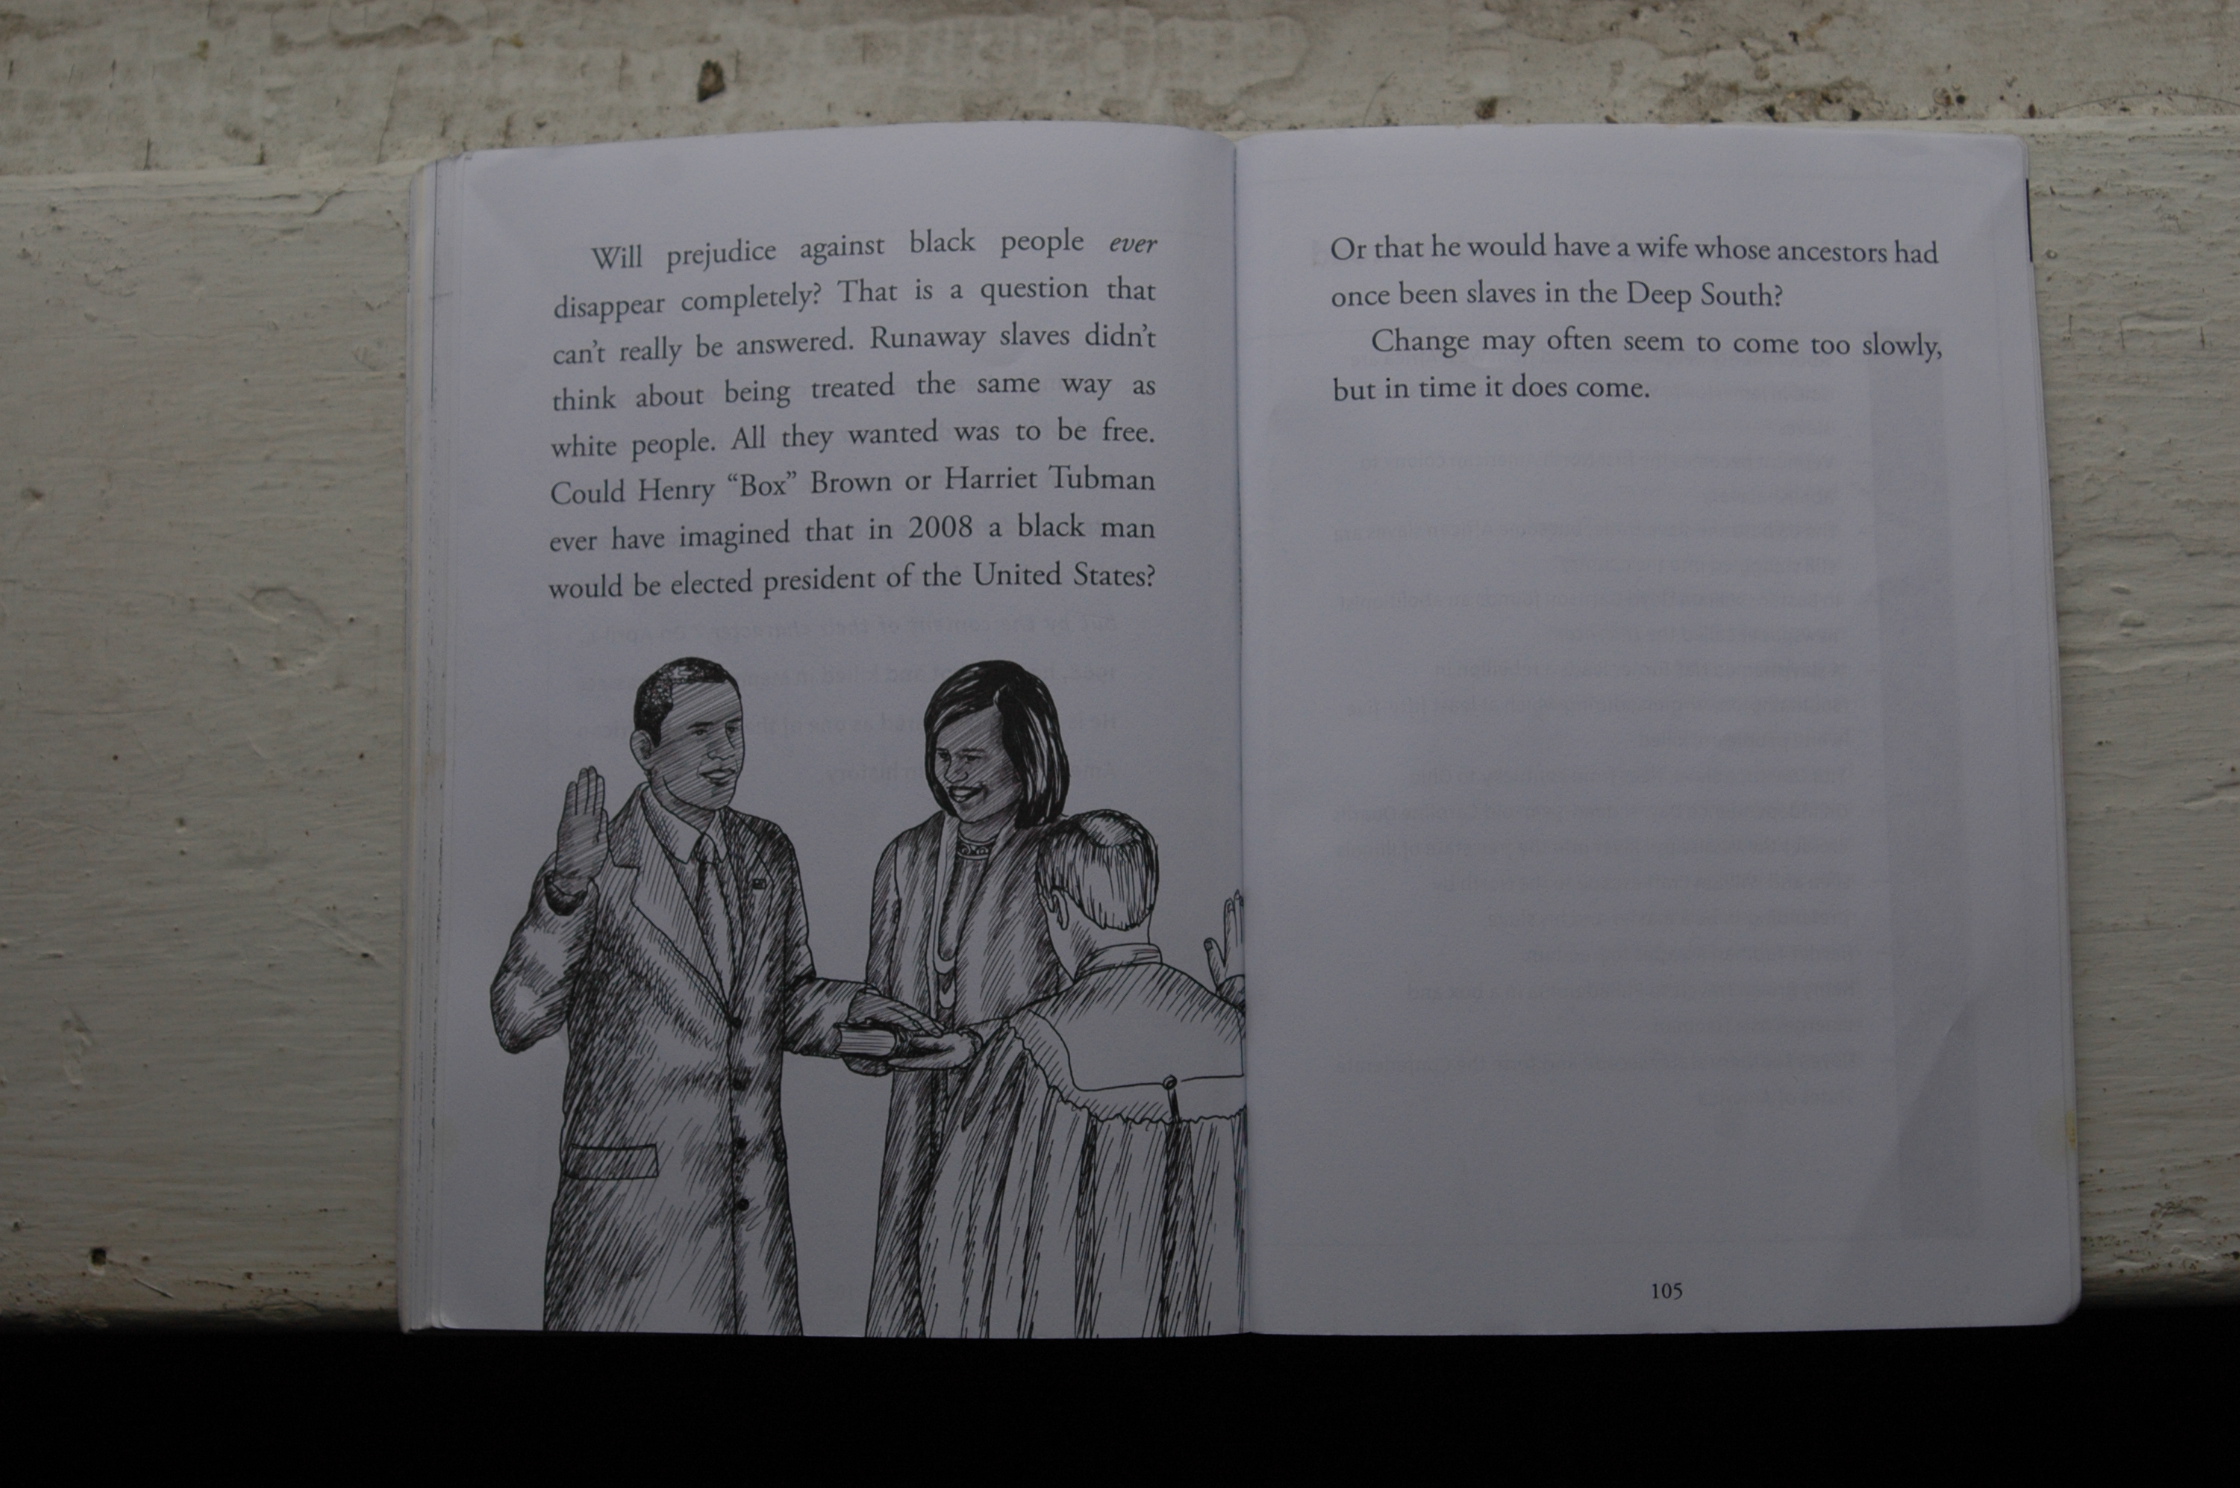 Will prejudice against black people ever
disappear completely? That is a question that
can't really be answered. Runaway slaves didn't
think about being treated the same way as
white people. All they wanted was to be free.
Could Henry “Box” Brown or Harriet Tubman
ever have imagined that in 2008 a black man
would be elected president of the United States?
Or that he would have a wife whose ancestors had
once been slaves in the Deep South?
Change may often seem to come too slowly,
but in time it does come.
105